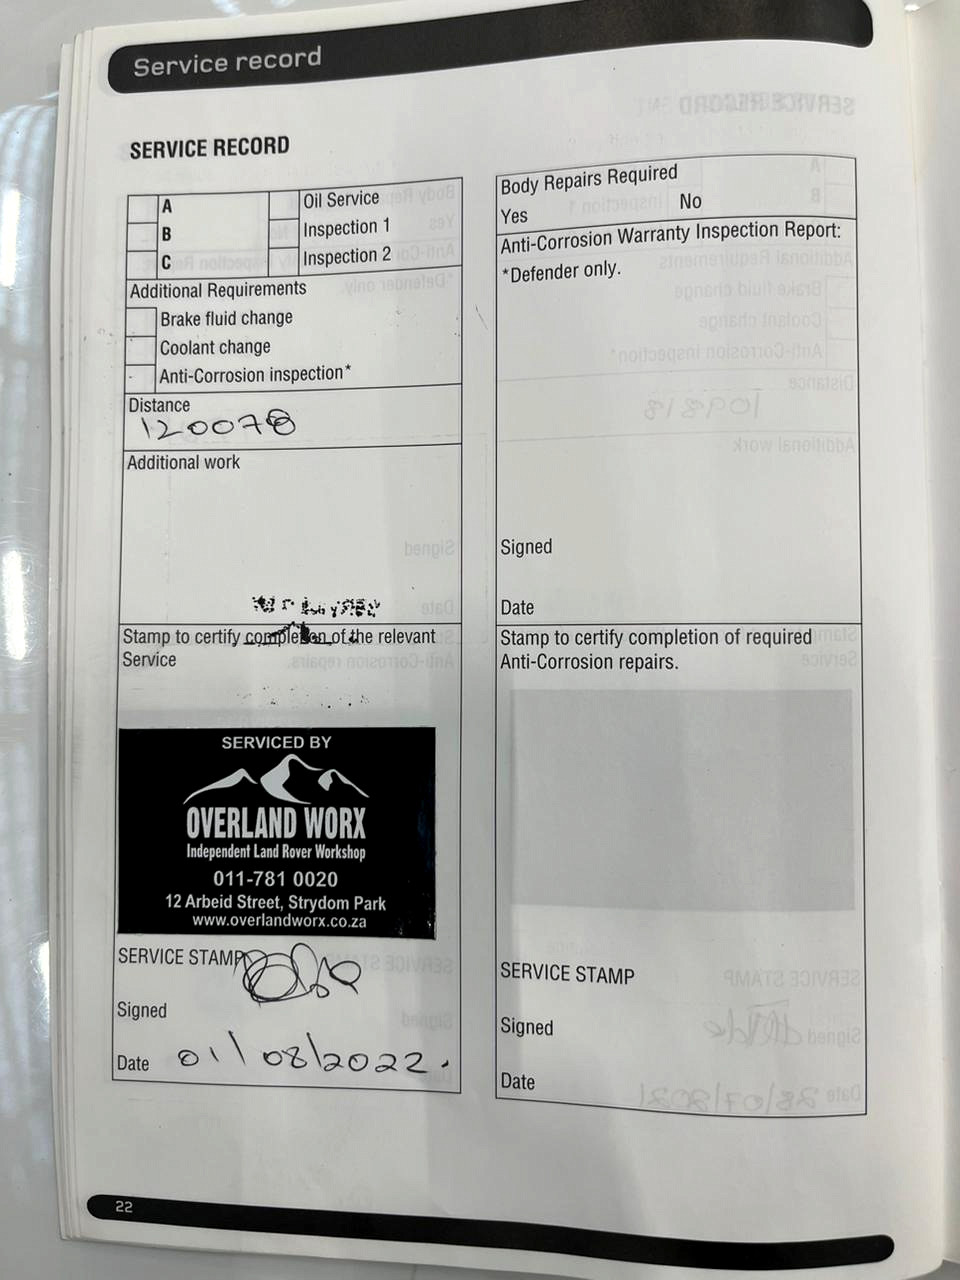 Service record
SERVICE RECORD
A
B
C
Oil Service
Inspection 1
Inspection 2
Additional Requirements
Brake fluid change
Coolant change
Anti-Corrosion inspection*
Distance
120078
Additional work
Stamp to certify completion of the relevant
Service
SERVICED BY
OVERLAND WORX
Independent Land Rover Workshop
011-781 0020
12 Arbeid Street, Strydom Park
www.overlandworx.co.za
SERVICE STAMP
Signed
Date 01/08/2022.
Body Repairs Required
Yes No
Anti-Corrosion Warranty Inspection Report:
*Defender only.
Signed
Date
Stamp to certify completion of required
Anti-Corrosion repairs.
SERVICE STAMP
Signed
Date
22